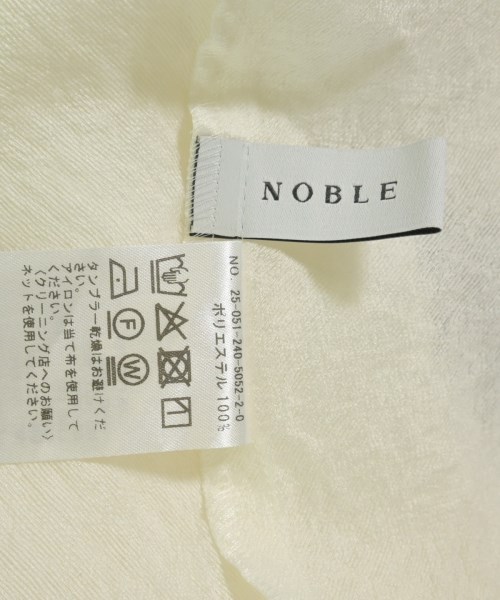 NOBLE
NO. 25-051-240-5052-2-0
ポリエステル 100%
F
W
タンブラー乾燥はお避けくだ
さい。
アイロンは当て布を使用して
ください。
〈クリーニング店へのお願い〉
ネットを使用してください。